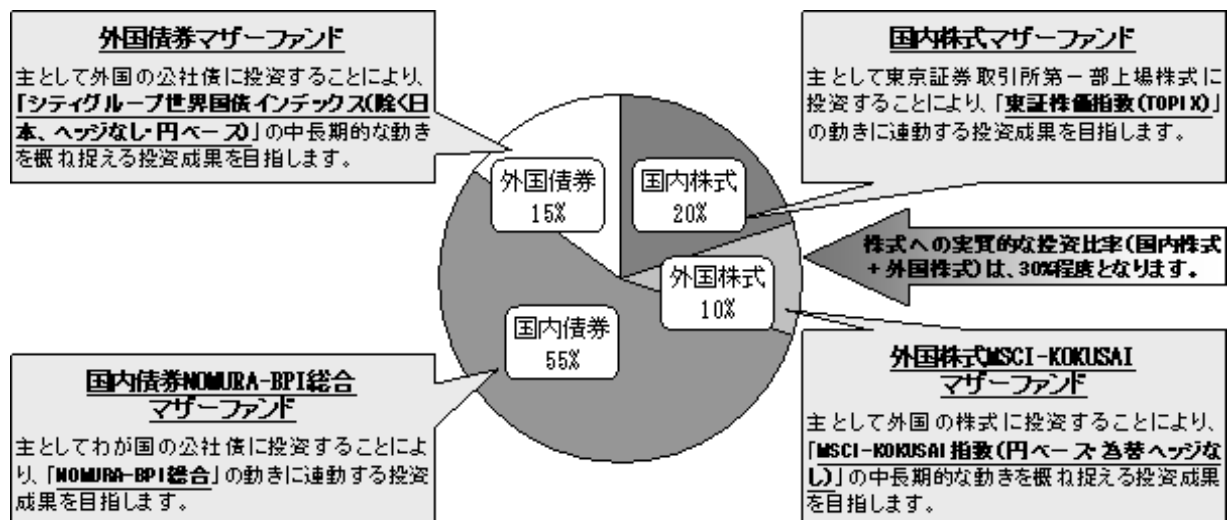 外国債券マザーファンド
主として外国の公社債に投資することにより、
「シティグループ世界国債インデックス(除く日
本、ヘッジなし・円ベース)」の中長期的な動き
を概ね捉える投資成果を目指します。
国内株式マザーファンド
主として東京証券取引所第一部上場株式に
投資することにより、「東証株価指数(TOPIX)」
の動きに連動する投資成果を目指します。
外国債券
15%
国内株式
20%
株式への実質的な投資比率(国内株式
+外国株式)は、30%程度となります。
外国株式
10%
国内債券
55%
国内債券NOMURA-BPI総合
マザーファンド
主としてわが国の公社債に投資することによ
り、「NOMURA-BPI総合」の動きに連動する投資
成果を目指します。
外国株式MSCI-KOKUSAI
マザーファンド
主として外国の株式に投資することにより、
「MSCI-KOKUSAI指数(円ベース・為替ヘッジな
し)」の中長期的な動きを概ね捉える投資成果
を目指します。